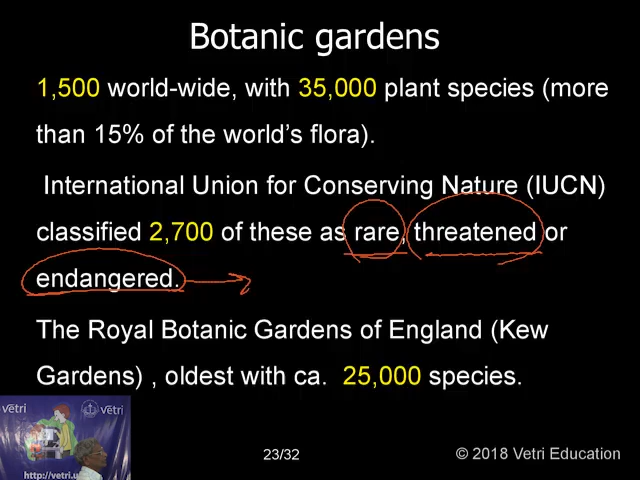 Botanic gardens
1,500 world-wide, with 35,000 plant species (more
than 15% of the world's flora).
International Union for Conserving Nature (IUCN)
classified 2,700 of these as rare, threatened or
endangered.
The Royal Botanic Gardens of England (Kew
Gardens) , oldest with ca. 25,000 species.
vëtri
vëtri
http://vetri.u
23/32
© 2018 Vetri Education